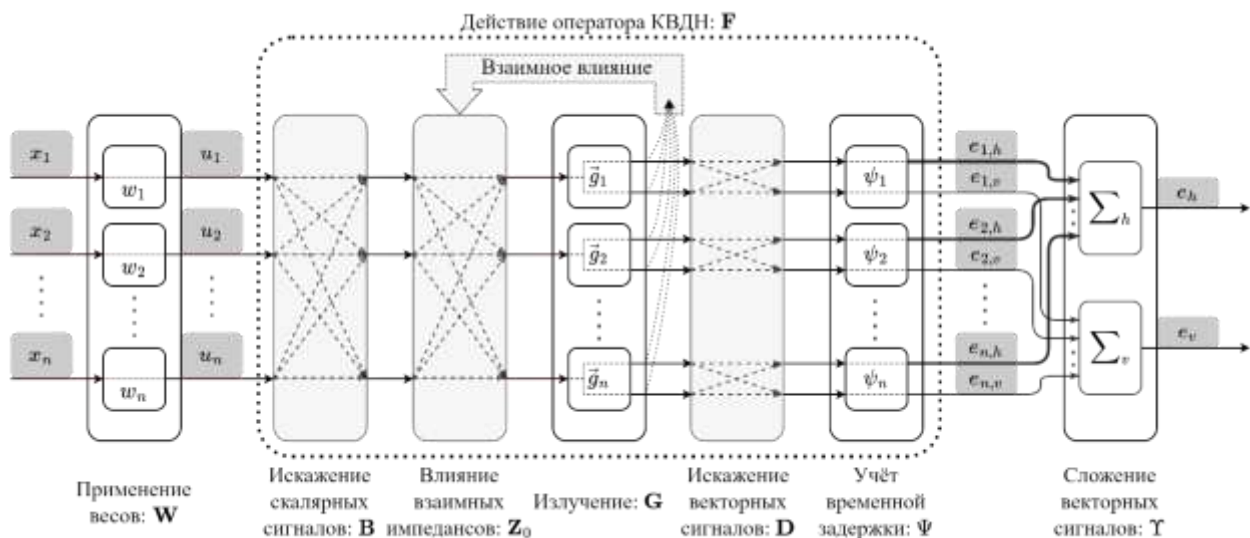 Действие оператора КВДН: F
Взаимное влияние
x₁
w₁
u₁
g⃗₁
ψ₁
e₁,ₕ
e₁,ᵥ
∑ₕ
eₕ
x₂
w₂
u₂
g⃗₂
ψ₂
e₂,ₕ
e₂,ᵥ
xₙ
wₙ
uₙ
g⃗ₙ
ψₙ
eₙ,ₕ
eₙ,ᵥ
∑ᵥ
eᵥ
Применение
весов: W
Искажение
скалярных
сигналов: B
Влияние
взаимных
импедансов: Z₀
Излучение: G
Искажение
векторных
сигналов: D
Учёт
временной
задержки: Ψ
Сложение
векторных
сигналов: ϒ